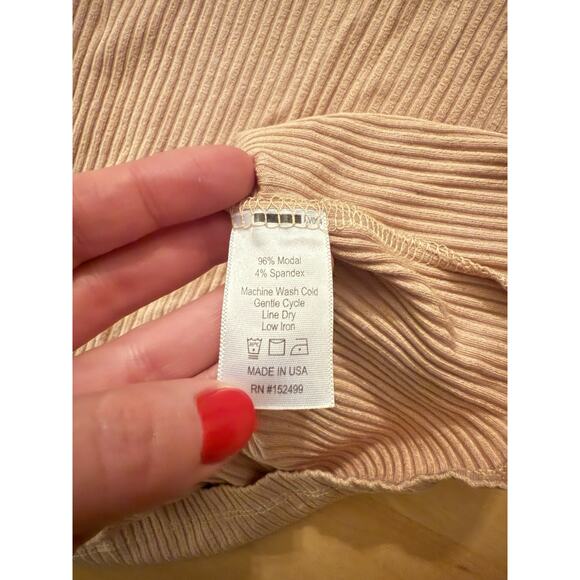 96% Modal
4% Spandex
Machine Wash Cold
Gentle Cycle
Line Dry
Low Iron
MADE IN USA
RN #152499